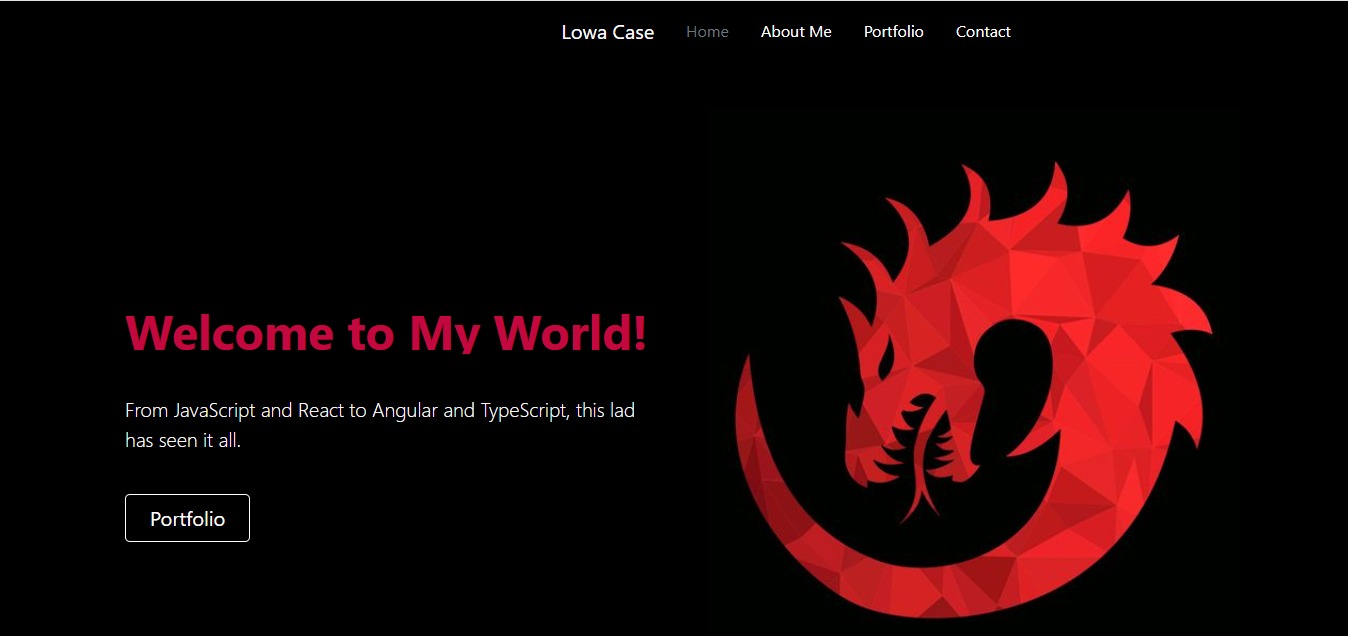 Lowa Case Home About Me Portfolio Contact
Welcome to My World!
From JavaScript and React to Angular and TypeScript, this lad
has seen it all.
Portfolio